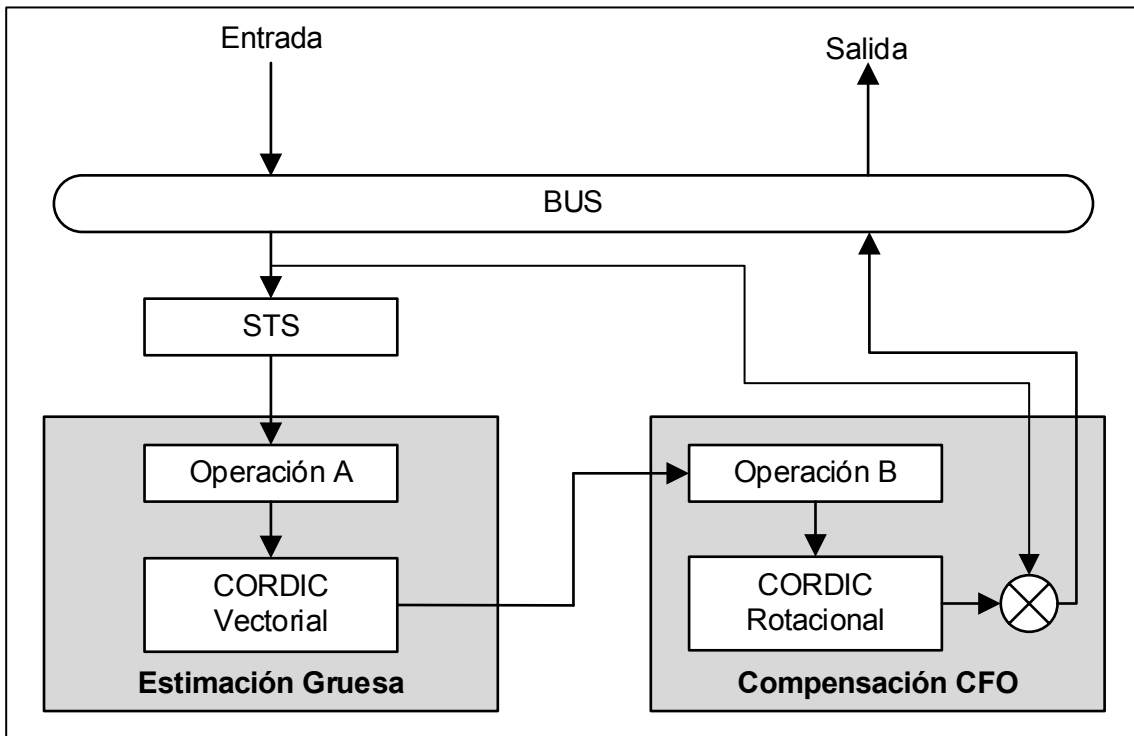 Entrada
Salida
BUS
STS
Operación A
CORDIC
Vectorial
Estimación Gruesa
Operación B
CORDIC
Rotacional
Compensación CFO